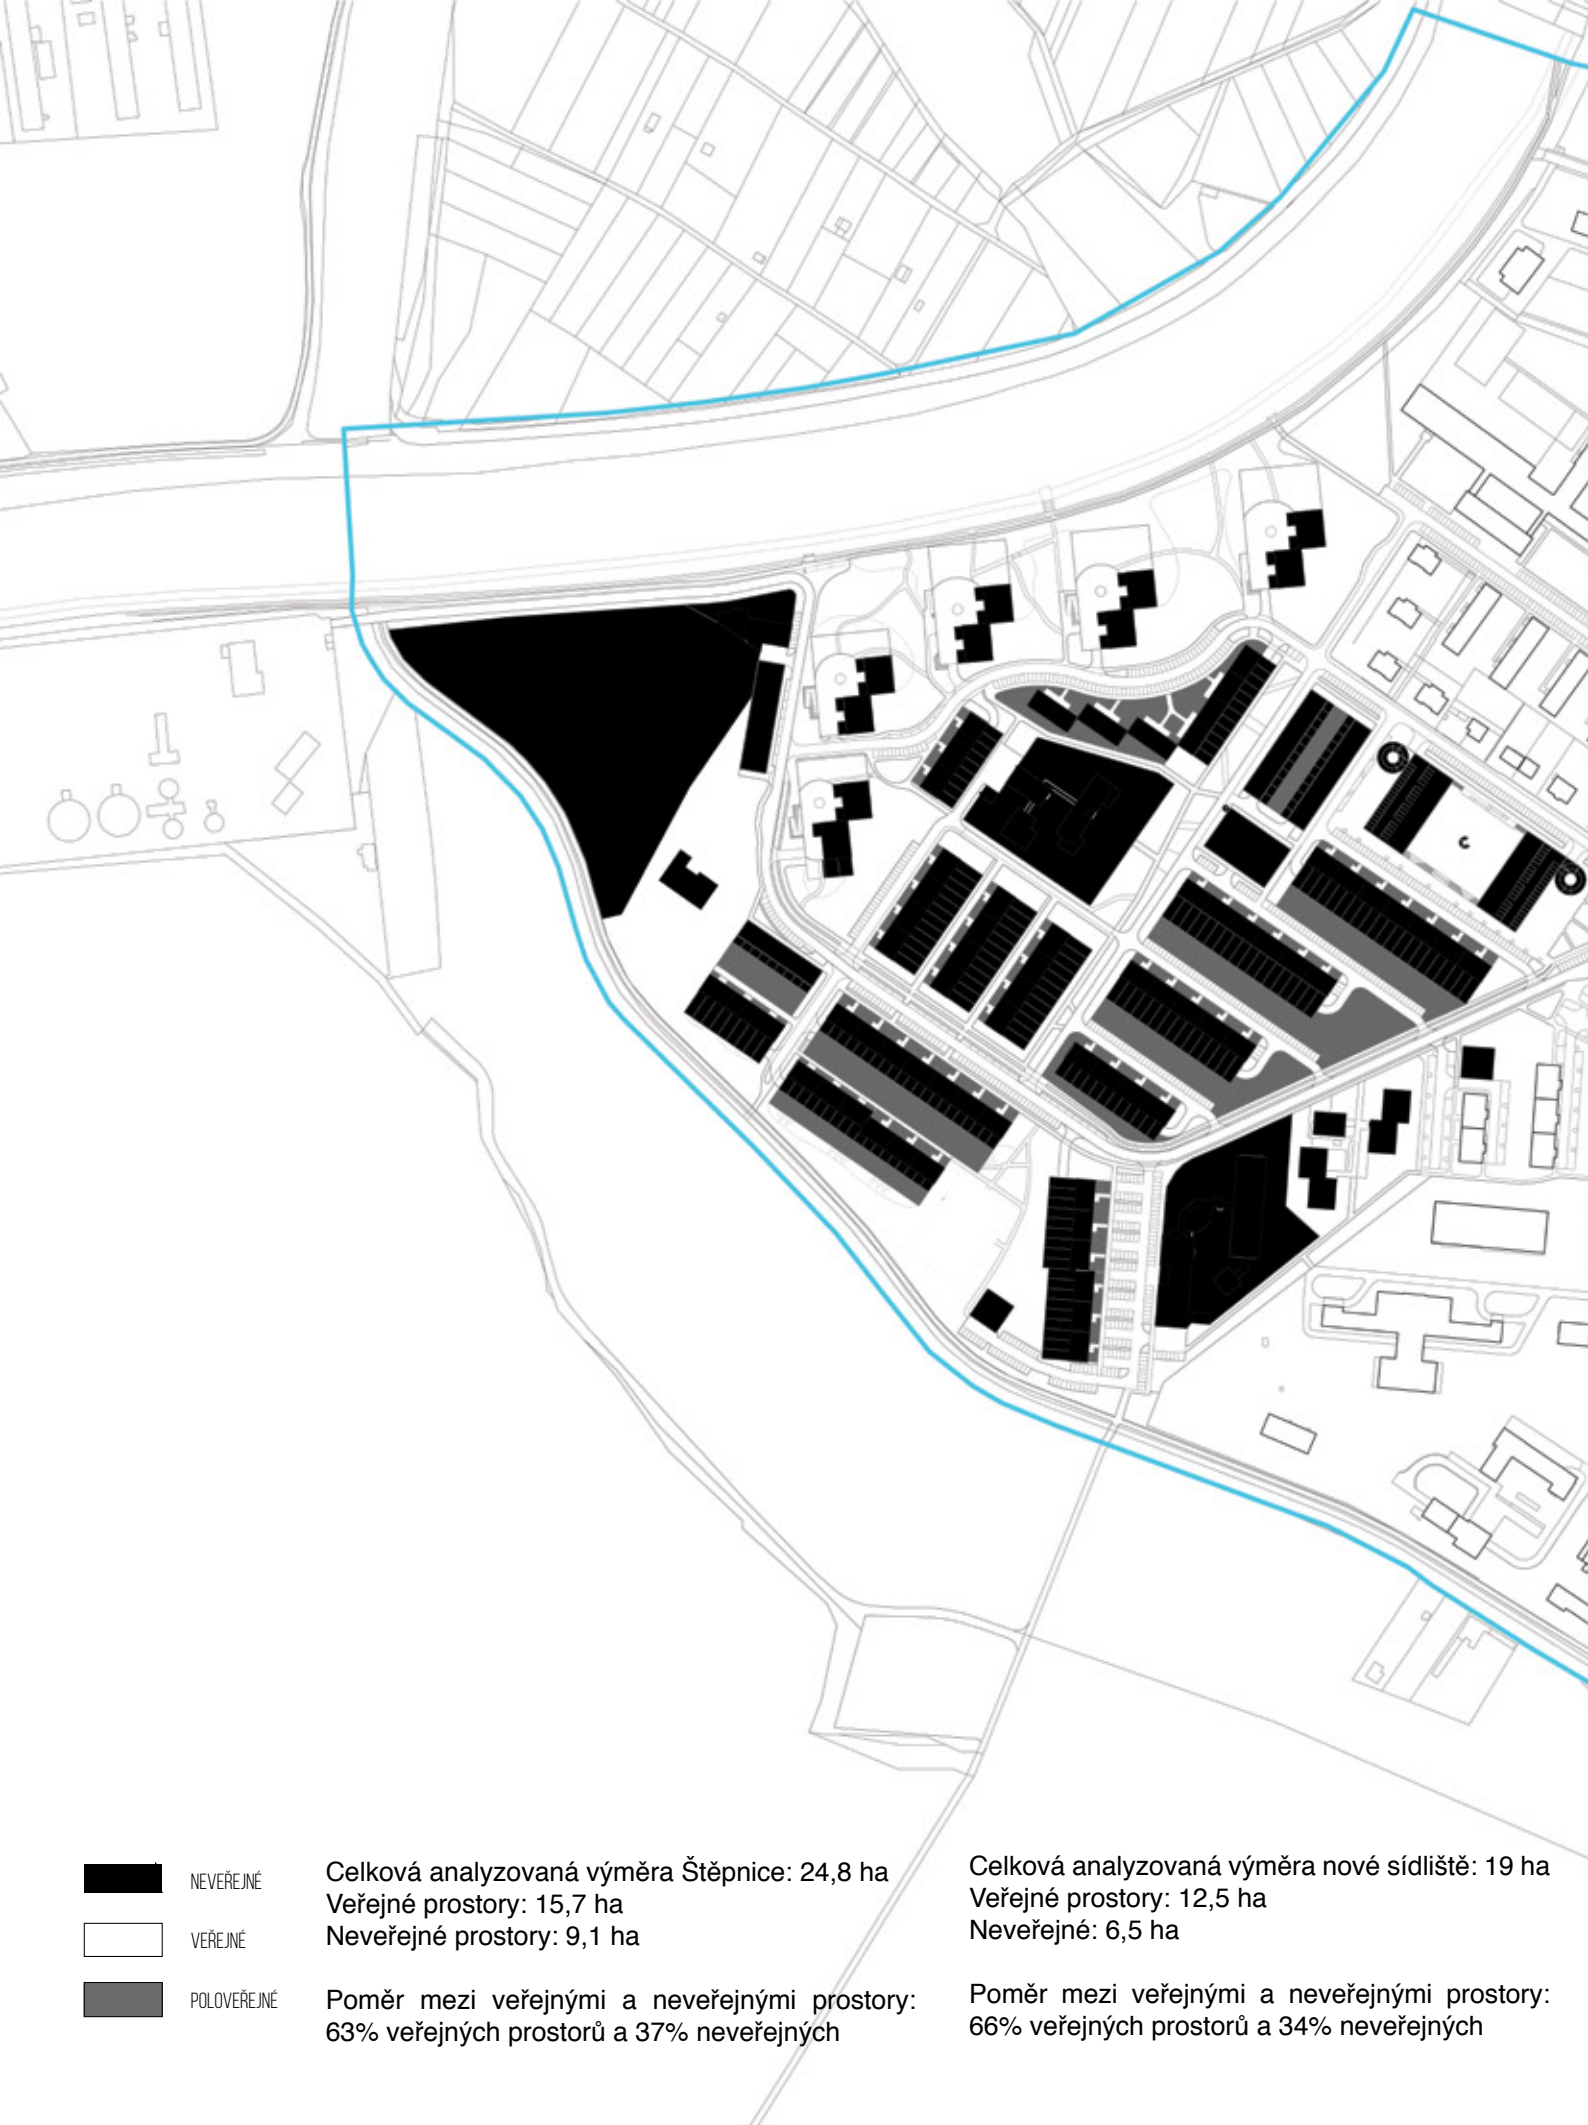 NEVEŘEJNÉ
VEŘEJNÉ
POLOVEŘEJNÉ
Celková analyzovaná výměra Štěpnice: 24,8 ha
Veřejné prostory: 15,7 ha
Neveřejné prostory: 9,1 ha
Poměr mezi veřejnými a neveřejnými prostory:
63% veřejných prostorů a 37% neveřejných
Celková analyzovaná výměra nové sídliště: 19 ha
Veřejné prostory: 12,5 ha
Neveřejné: 6,5 ha
Poměr mezi veřejnými a neveřejnými prostory:
66% veřejných prostorů a 34% neveřejných